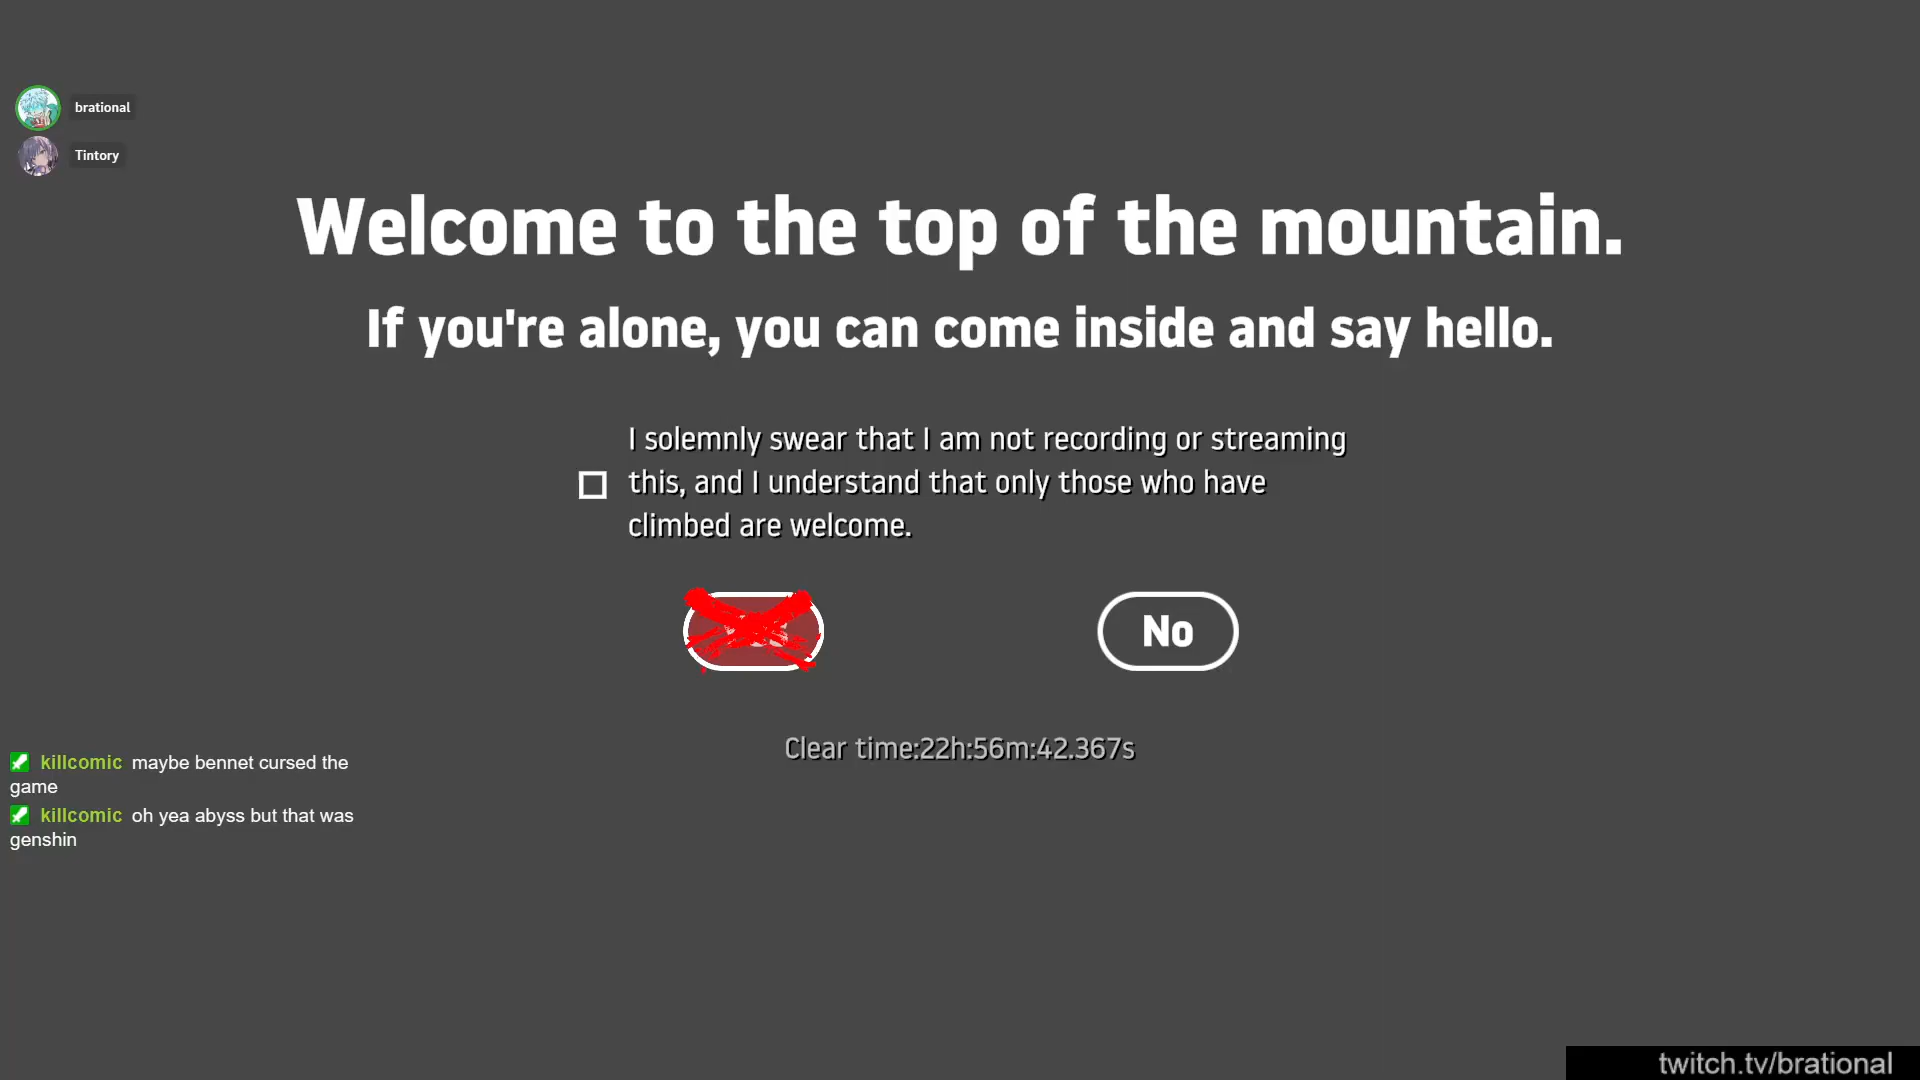 brational
Tintory
Welcome to the top of the mountain.
If you're alone, you can come inside and say hello.
I solemnly swear that I am not recording or streaming
this, and I understand that only those who have
climbed are welcome.
No
Clear time:22h:56m:42.367s
killcomic maybe bennet cursed the
game
killcomic oh yea abyss but that was
genshin
twitch.tv/brational